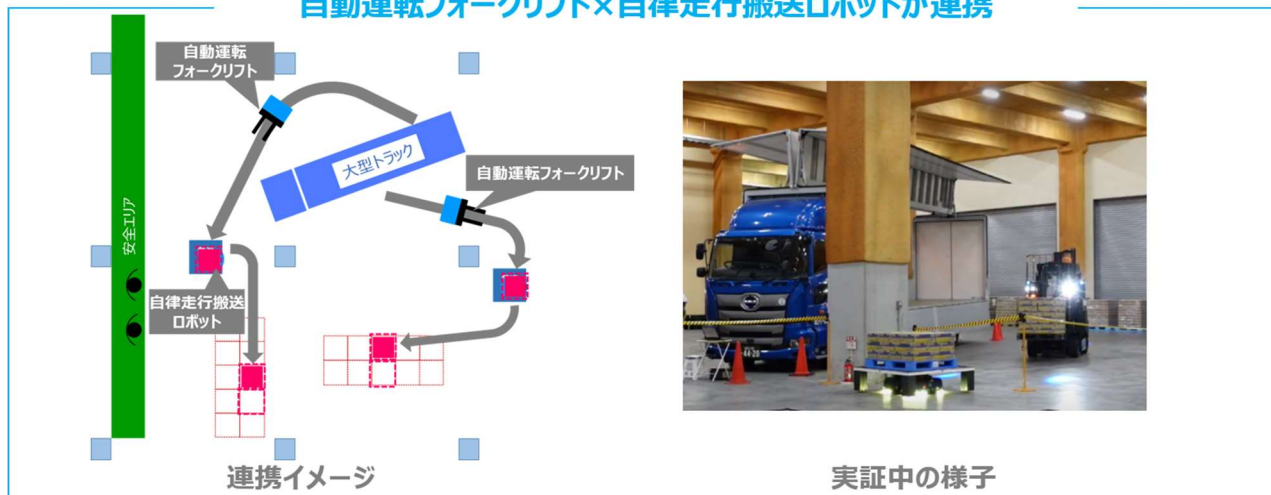 自動運転フォークリフト×自律走行搬送ロボットが連携
自動運転
フォークリフト
大型トラック
自動運転フォークリフト
安全エリア
自律走行搬送
ロボット
44-20
連携イメージ
実証中の様子